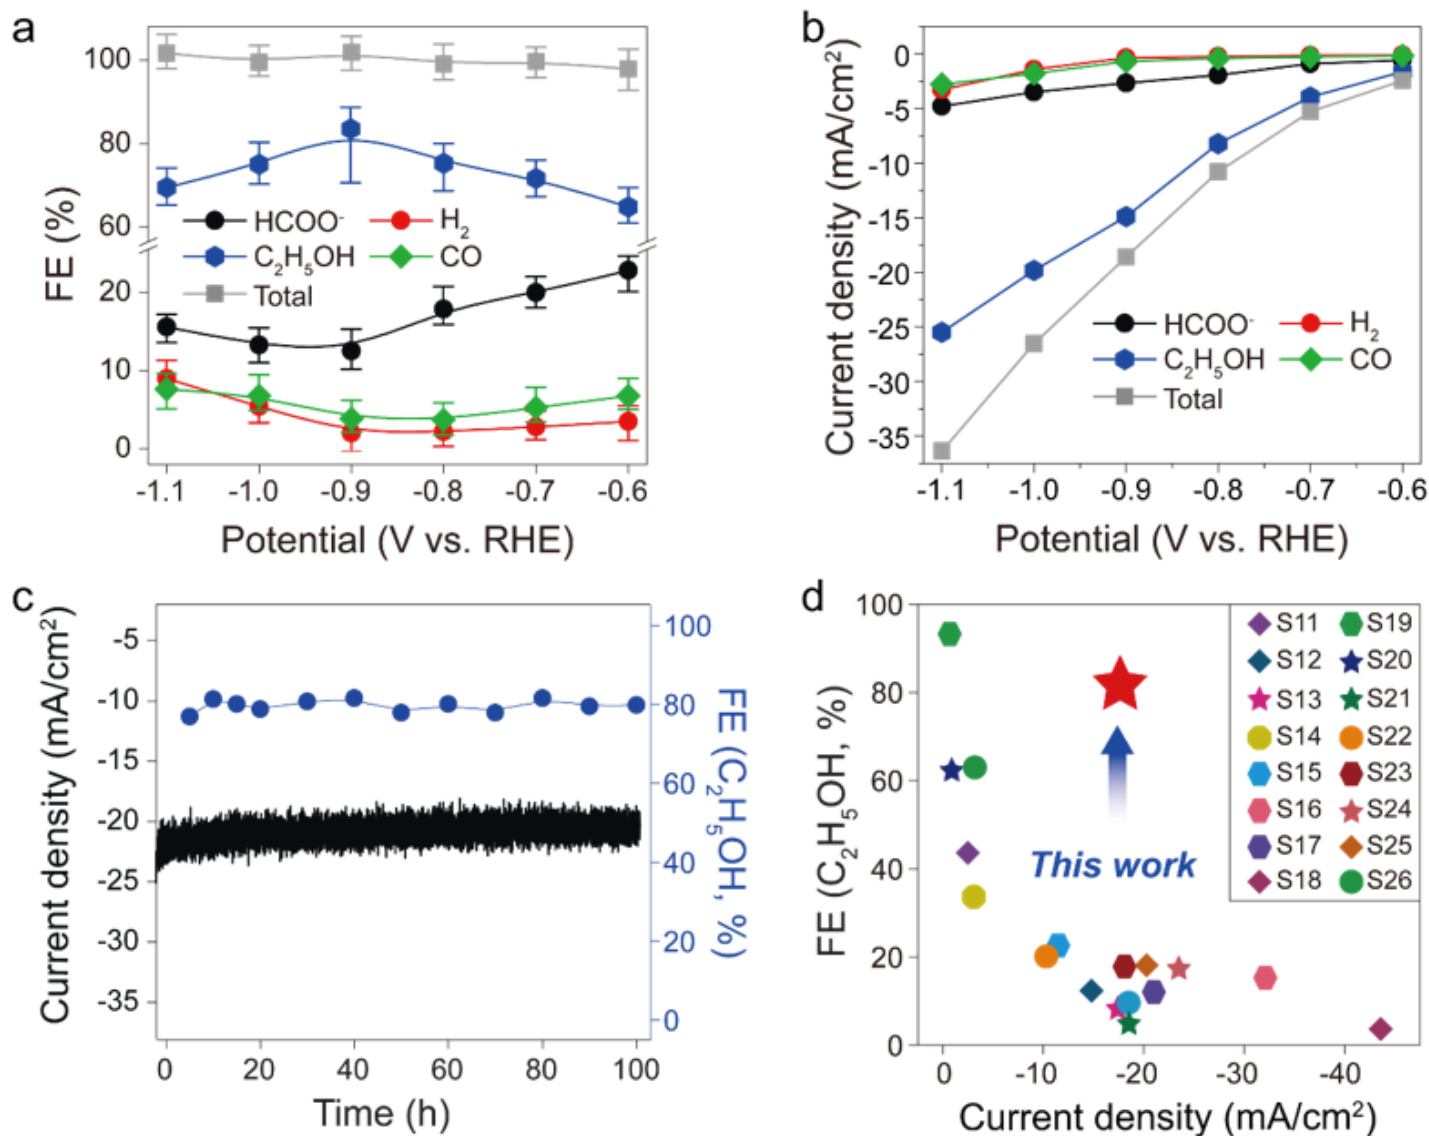 a
100
80
60
20
10
0
FE (%)
HCOO-
H2
C2H5OH
CO
Total
-1.1
-1.0
-0.9
-0.8
-0.7
-0.6
Potential (V vs. RHE)
b
0
-5
-10
-15
-20
-25
-30
-35
Current density (mA/cm2)
HCOO-
H2
C2H5OH
CO
Total
-1.1
-1.0
-0.9
-0.8
-0.7
-0.6
Potential (V vs. RHE)
c
-5
-10
-15
-20
-25
-30
-35
Current density (mA/cm2)
100
80
60
40
20
0
FE (C2H5OH, %)
0
20
40
60
80
100
Time (h)
d
100
80
60
40
20
0
FE (C2H5OH, %)
This work
S11
S19
S12
S20
S13
S21
S14
S22
S15
S23
S16
S24
S17
S25
S18
S26
0
-10
-20
-30
-40
Current density (mA/cm2)